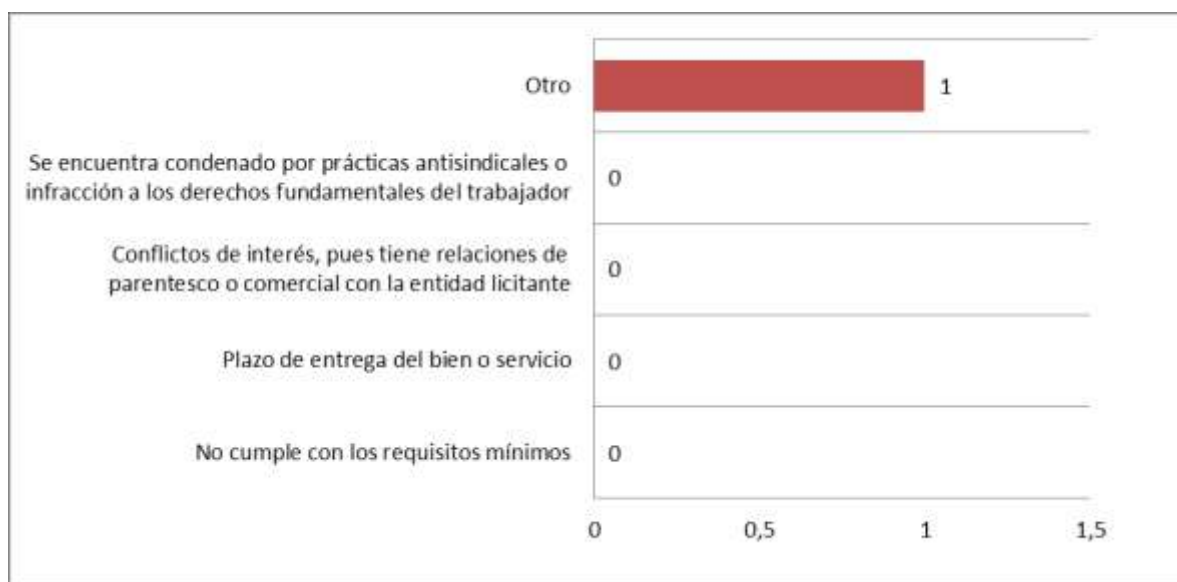 Otro
1
Se encuentra condenado por prácticas antisindicales o
infracción a los derechos fundamentales del trabajador
0
Conflictos de interés, pues tiene relaciones de
parentesco o comercial con la entidad licitante
0
Plazo de entrega del bien o servicio
0
No cumple con los requisitos mínimos
0
0 0,5 1 1,5